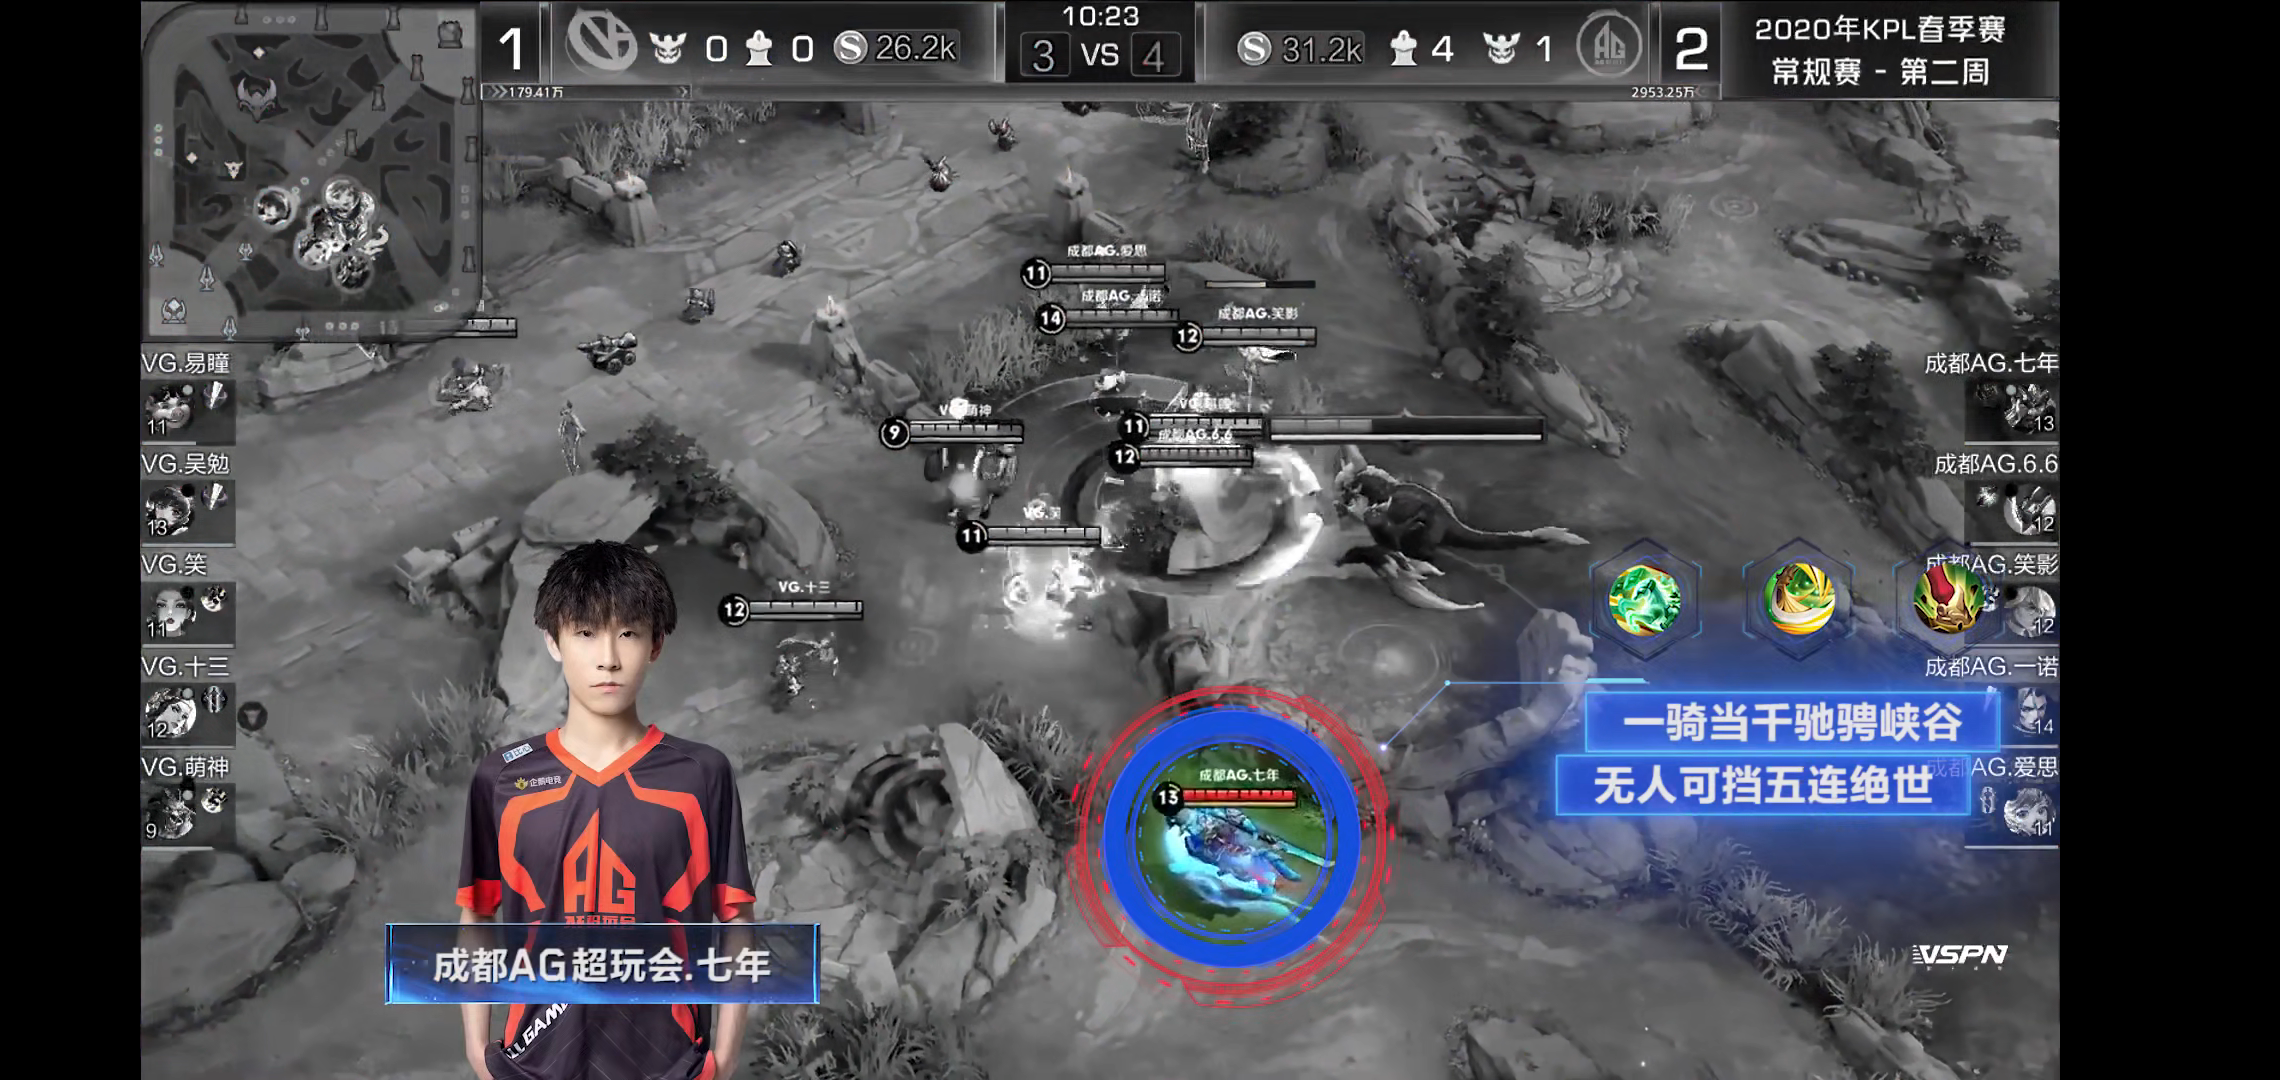 1
0
0
S 26.2k
10:23
3 VS 4
S 31.2k
4
1
AG
2
2020年KPL春季赛
常规赛 - 第二周
179.41万
2953.25万
成都AG.爱思
11
成都AG.一诺
14
成都AG.笑影
12
VG.萌神
9
11
成都AG.6.6
12
VG.笑
11
VG.十三
12
VG.易瞳
11
VG.吴勉
13
VG.笑
11
VG.十三
12
VG.萌神
9
成都AG.七年
13
成都AG.6.6
12
成都AG.笑影
12
成都AG.一诺
14
成都AG.爱思
11
一骑当千驰骋峡谷
无人可挡五连绝世
成都AG.七年
13
企鹅电竞
AG
成都AG超玩会.七年
VSPN